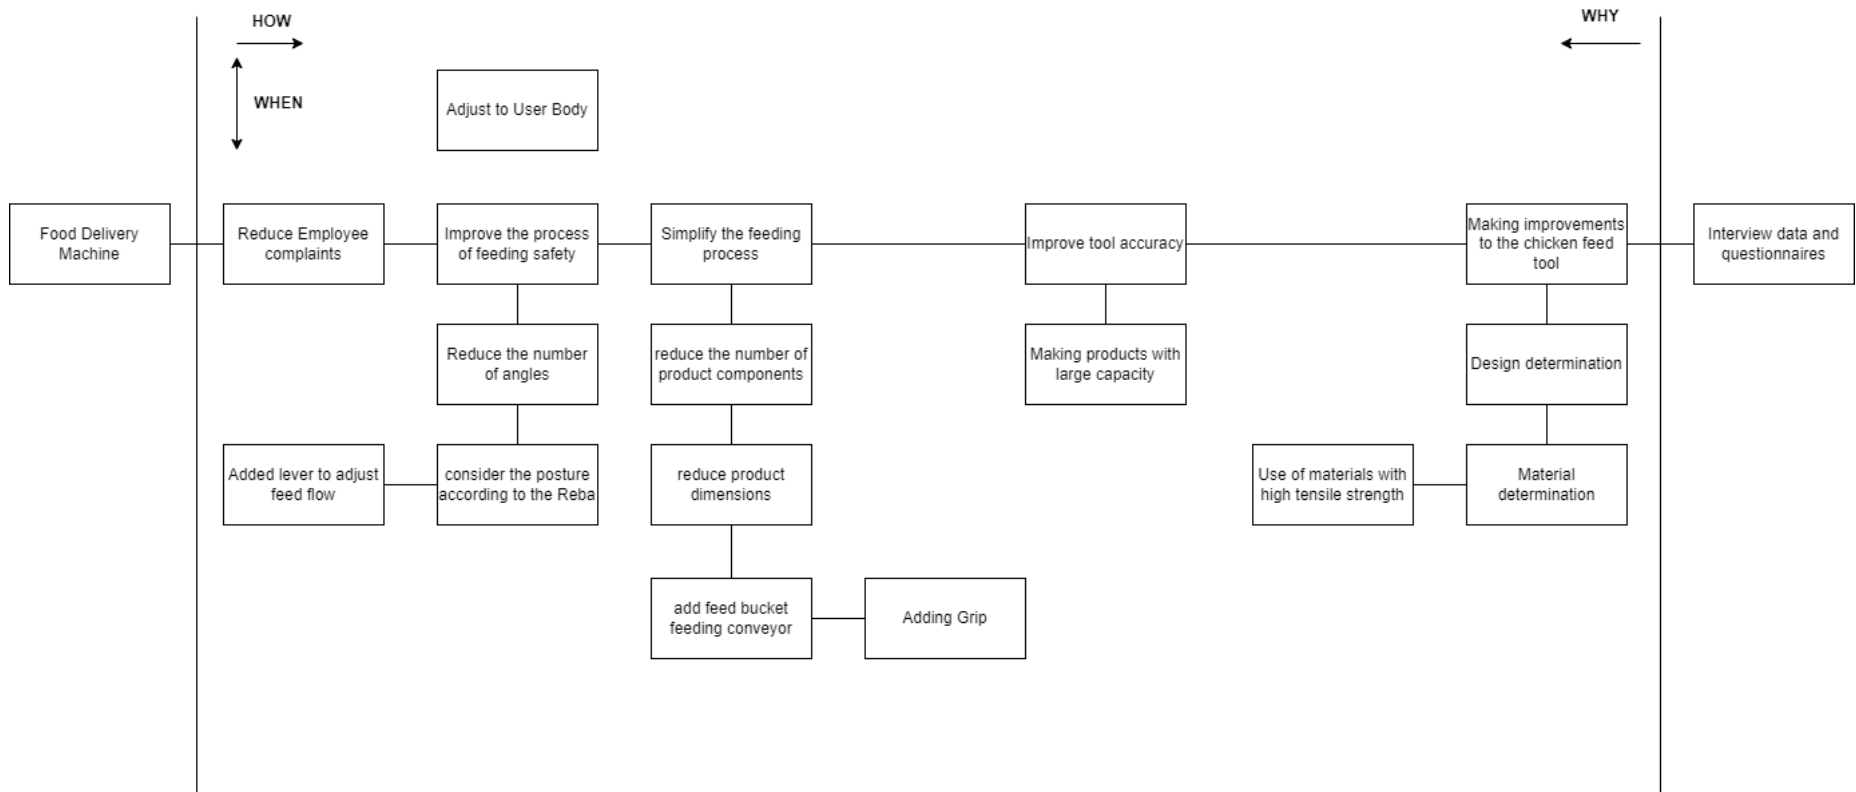 HOW
WHY
WHEN
Adjust to User Body
Food Delivery
Machine
Reduce Employee
complaints
Improve the process
of feeding safety
Simplify the feeding
process
Improve tool accuracy
Making improvements
to the chicken feed
tool
Interview data and
questionnaires
Reduce the number
of angles
reduce the number of
product components
Making products with
large capacity
Design determination
Added lever to adjust
feed flow
consider the posture
according to the Reba
reduce product
dimensions
Use of materials with
high tensile strength
Material
determination
add feed bucket
feeding conveyor
Adding Grip